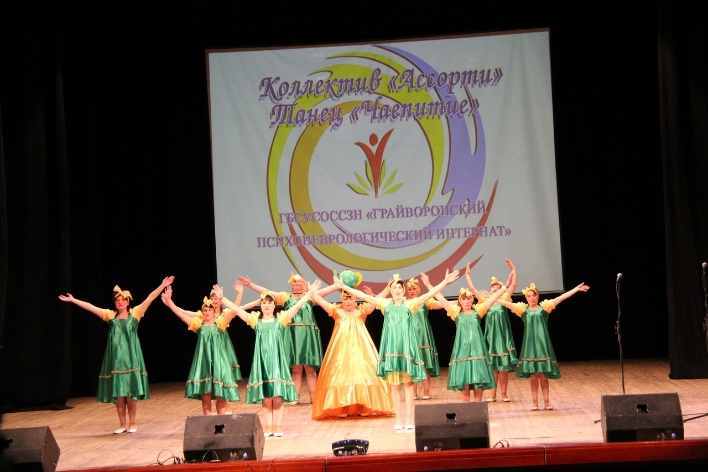 Коллектив «Ассорти»
Танец «Чаепитие»
ГБСУСОССЗН «ГРАЙВОРОНСКИЙ
ПСИХОНЕВРОЛОГИЧЕСКИЙ ИНТЕРНАТ»